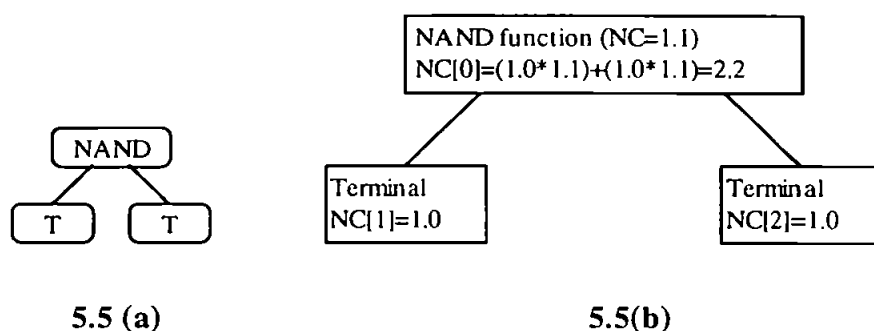 NAND function (NC=1.1)
NC[0]=(1.0*1.1)+(1.0*1.1)=2.2
NAND
T T
Terminal
NC[1]=1.0
Terminal
NC[2]=1.0
5.5 (a)
5.5(b)